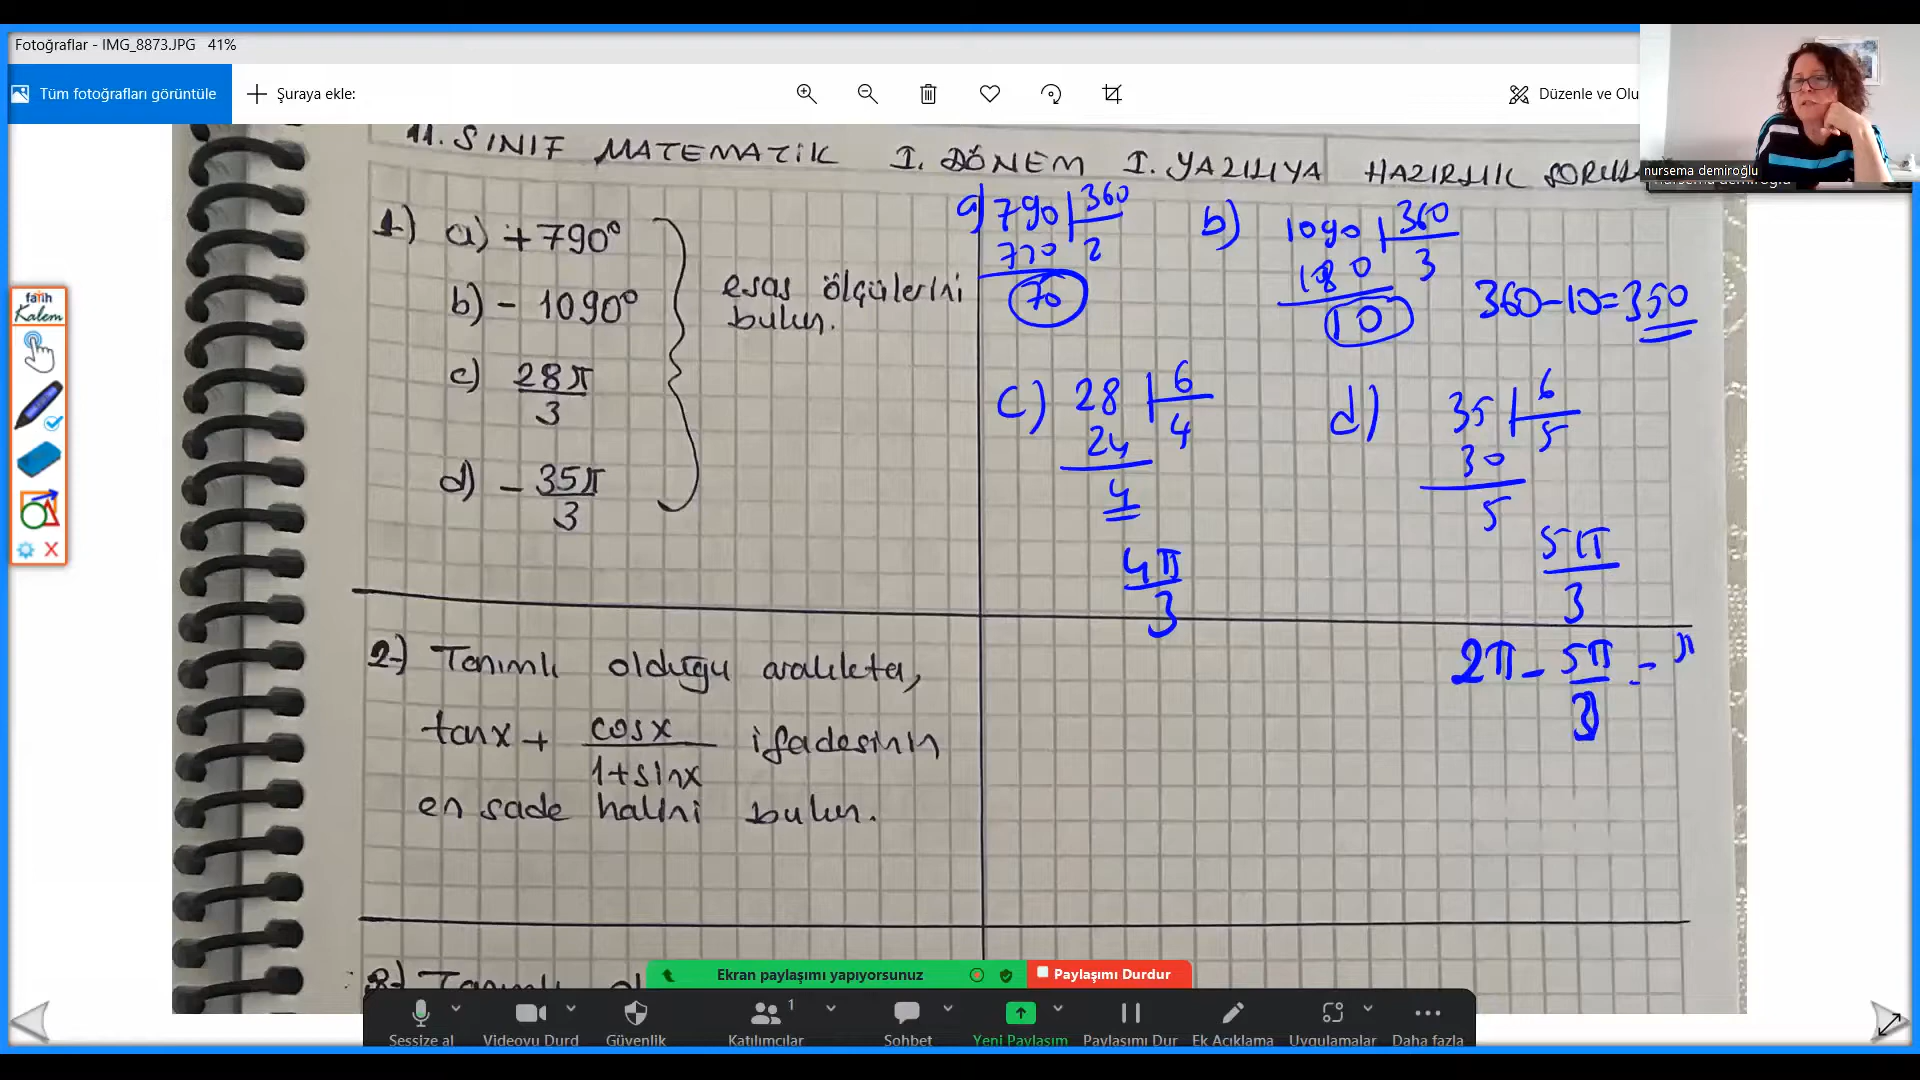 Fotoğraflar - IMG_8873.JPG 41%
Tüm fotoğrafları görüntüle
Şuraya ekle:
Düzenle ve Olu
nursema demiroğlu
11. SINIF MATEMATİK I. DÖNEM I. YAZILIYA HAZIRLIK
1) a) +790°
b) - 1090°
c) 28π/3
d) - 35π/3
esas ölçülerini
bulun.
a) 790 360
720 2
70
b) 1090 360
1080 3
10
360-10=350
c) 28 6
24 4
4
4π/3
d) 35 6
30 5
5
5π/3
2π - 5π/3 = π
2-) Tanımlı olduğu aralıkta,
tanx + cosx/1+sinx ifadesinin
en sade halini bulun.
fatih
Kalem
Ekran paylaşımı yapıyorsunuz
Paylaşımı Durdur
Sessize al
Videoyu Durd
Güvenlik
1
Katılımcılar
Sohbet
Yeni Paylaşım
Paylaşımı Dur
Ek Açıklama
Uygulamalar
Daha fazla